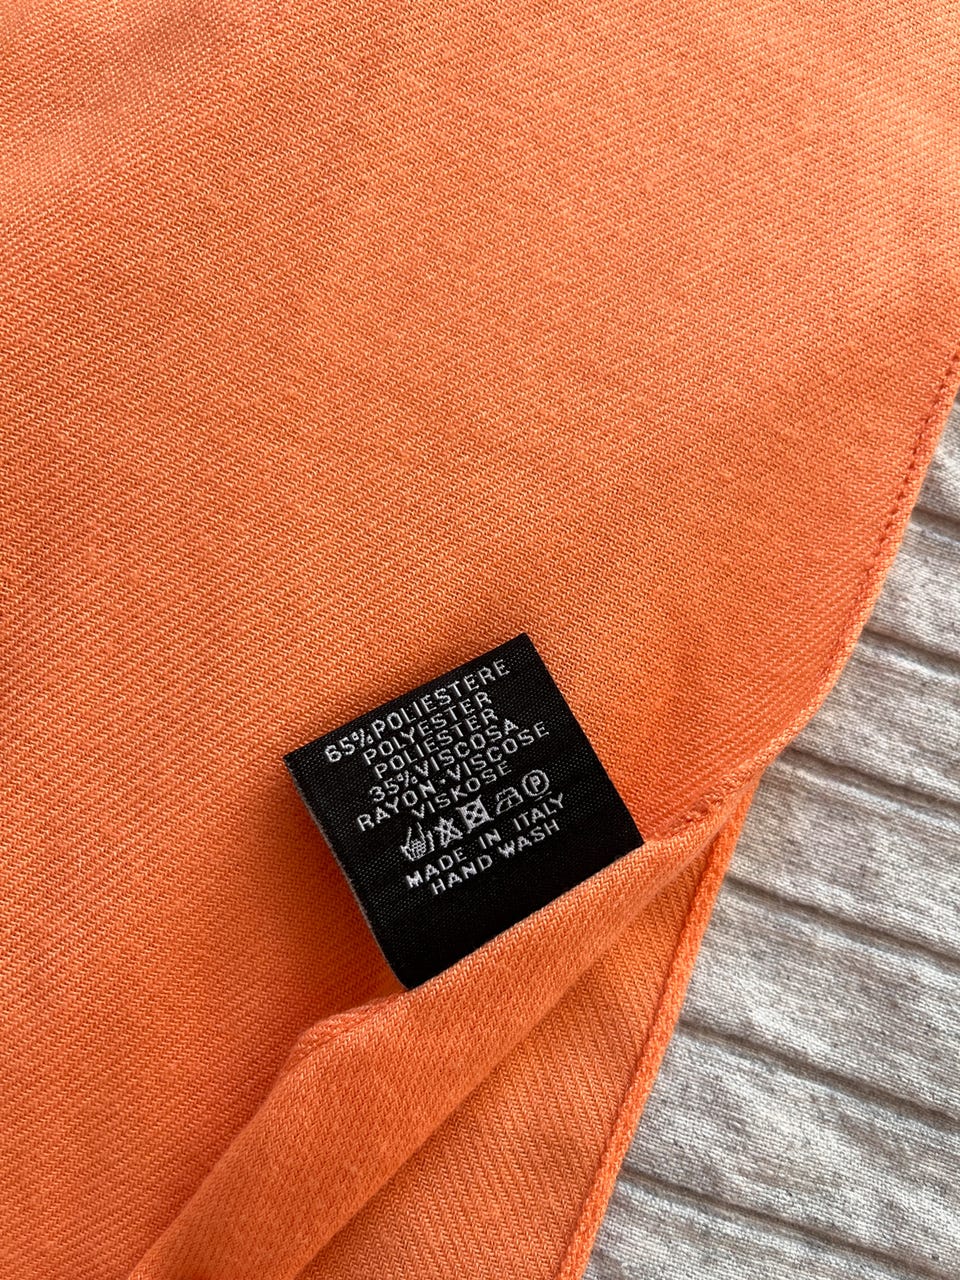 65%POLIESTERE
POLYESTER
POLIESTER
35%VISCOSA
RAYON·VISCOSE
VISKOSE
P
MADE IN ITALY
HAND WASH